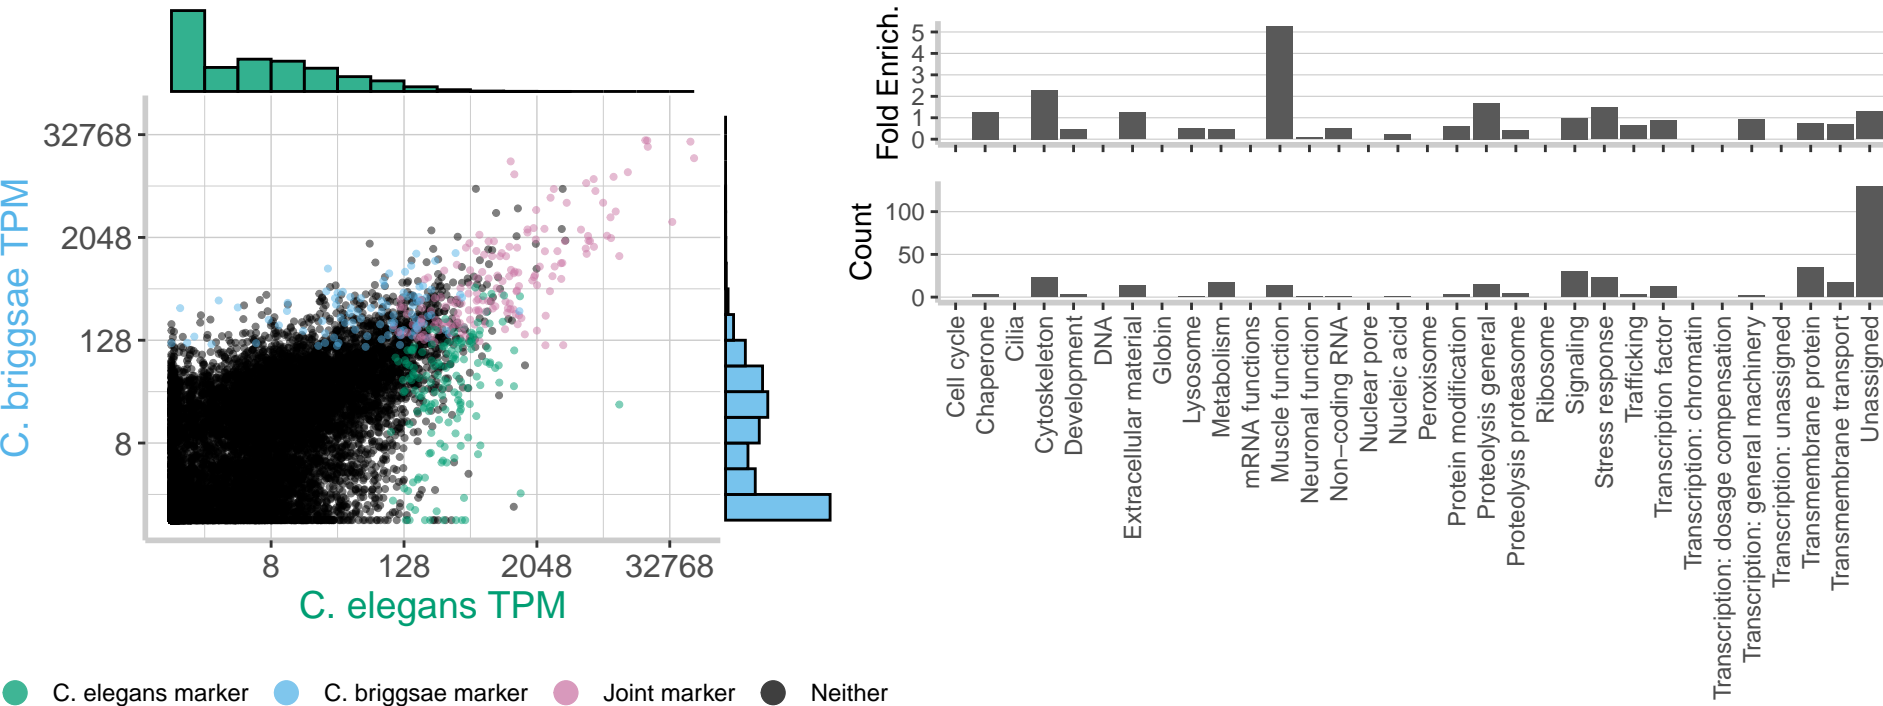 32768
2048
128
8
C. briggsae TPM
8
128
2048
32768
C. elegans TPM
C. elegans marker
C. briggsae marker
Joint marker
Neither
Fold Enrich.
5
4
3
2
1
0
Count
100
50
0
Cell cycle
Chaperone
Cilia
Cytoskeleton
Development
DNA
Extracellular material
Globin
Lysosome
Metabolism
mRNA functions
Muscle function
Neuronal function
Non−coding RNA
Nuclear pore
Nucleic acid
Peroxisome
Protein modification
Proteolysis general
Proteolysis proteasome
Ribosome
Signaling
Stress response
Trafficking
Transcription factor
Transcription: chromatin
Transcription: dosage compensation
Transcription: general machinery
Transcription: unassigned
Transmembrane protein
Transmembrane transport
Unassigned